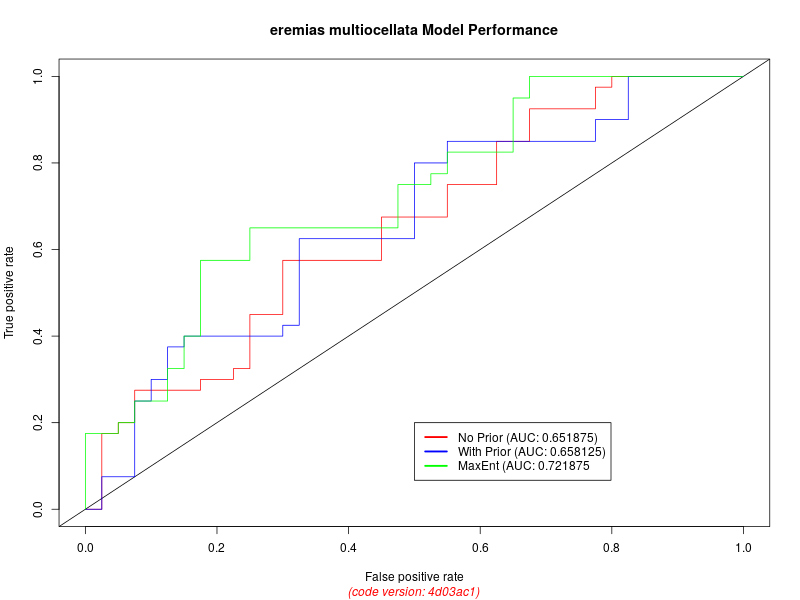 eremias multiocellata Model Performance
True positive rate
1.0
0.8
0.6
0.4
0.2
0.0
No Prior (AUC: 0.651875)
With Prior (AUC: 0.658125)
MaxEnt (AUC: 0.721875
0.0 0.2 0.4 0.6 0.8 1.0
False positive rate
(code version: 4d03ac1)